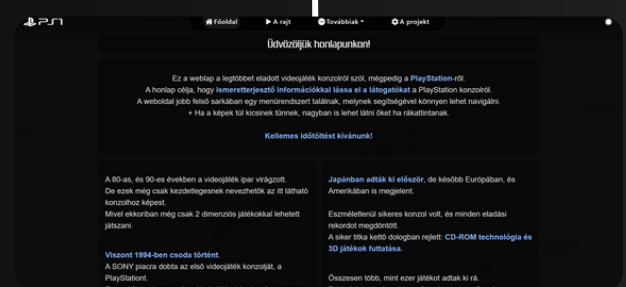 PS1
Főoldal
A rajt
Továbbiak
A projekt
Üdvözöljük honlapunkon!
Ez a weblap a legtöbbet eladott videojáték konzolról szól, mégpedig a PlayStation-ről.
A honlap célja, hogy ismeretterjesztő információkkal lássa el a látogatókat a PlayStation konzolról.
A weboldal jobb felső sarkában egy menürendszert találnak, melynek segítségével könnyen lehet navigálni.
+ Ha a képek túl kicsinek tűnnek, nagyban is lehet látni őket ha rákattintanak.
Kellemes időtöltést kívánunk!
A 80-as, és 90-es években a videojáték ipar virágzott.
De ezek még csak kezdetlegesnek nevezhetők az itt látható
konzolhoz képest.
Mivel ekkoriban még csak 2 dimenziós játékokkal lehetett
játszani.
Viszont 1994-ben csoda történt.
A SONY piacra dobta az első videojáték konzolját, a
PlayStationt.
Japánban adták ki először, de később Európában, és
Amerikában is megjelent.
Eszméletlenül sikeres konzol volt, és minden eladási
rekordot megdöntött.
A siker titka kettő dologban rejlett: CD-ROM technológia és
3D játékok futtatása.
Összesen több, mint ezer játékot adtak ki rá.